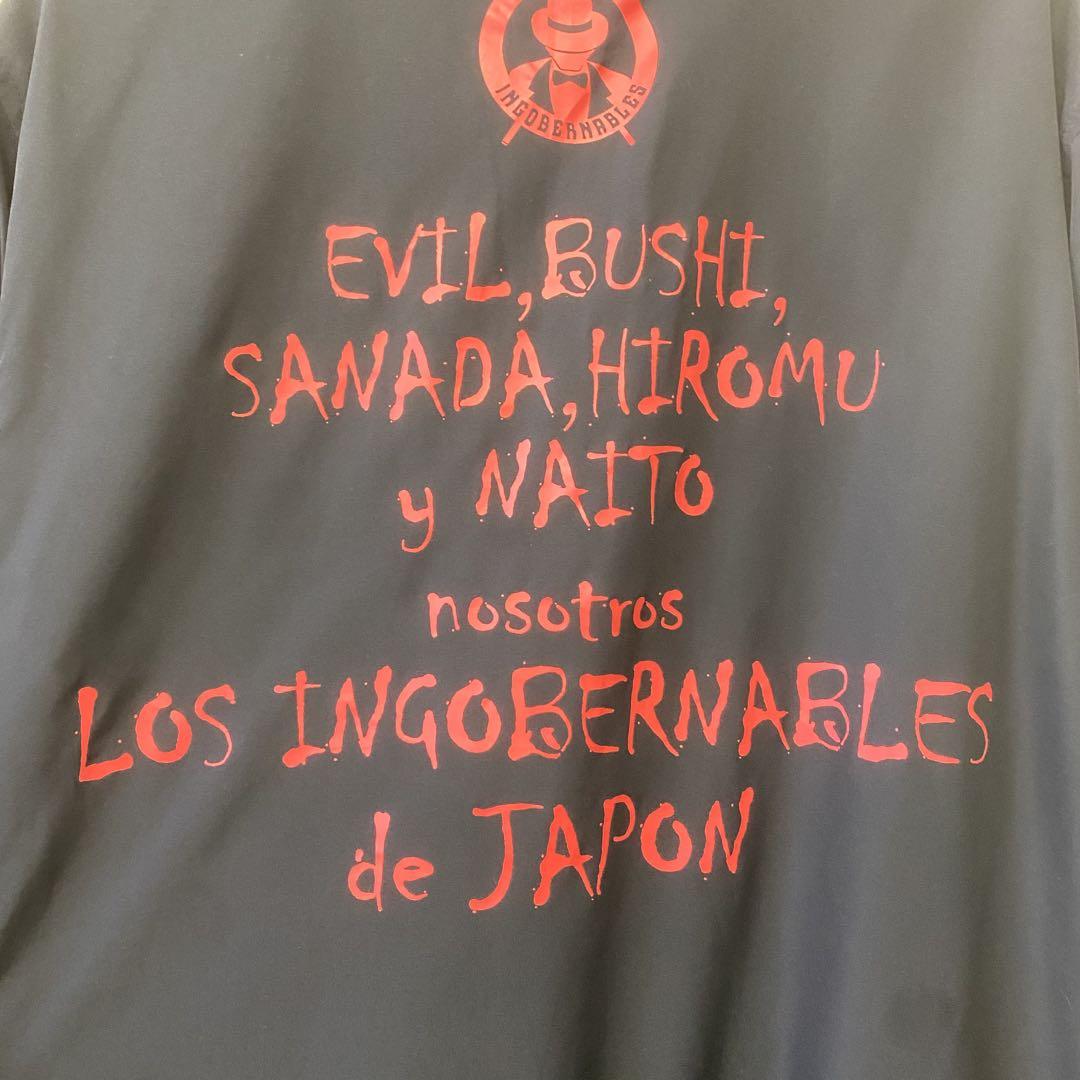 INGOBERNABLES
EVIL, BUSHI,
SANADA, HIROMU
y NAITO
nosotros
LOS INGOBERNABLES
de JAPON